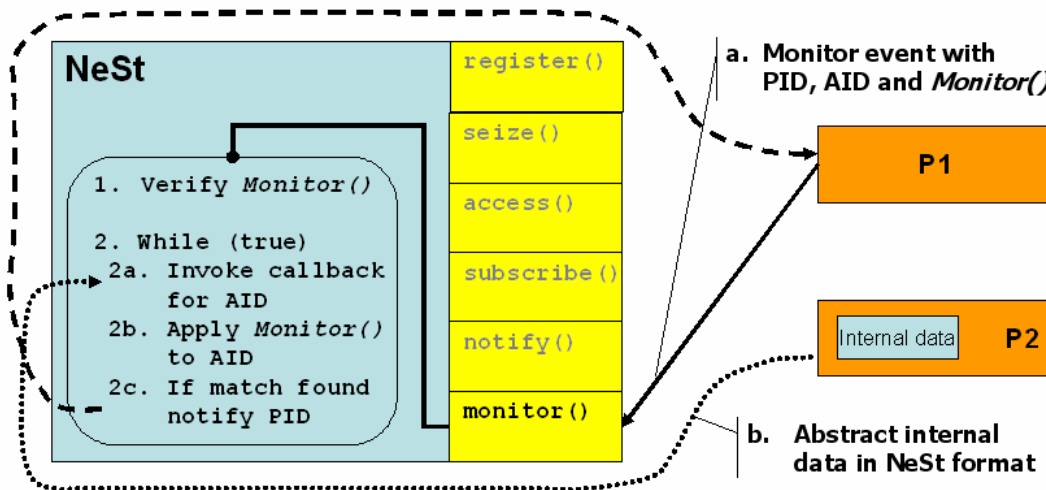 NeSt
register()
seize()
access()
subscribe()
notify()
monitor()
1. Verify Monitor()
2. While (true)
2a. Invoke callback
for AID
2b. Apply Monitor()
to AID
2c. If match found
notify PID
a. Monitor event with
PID, AID and Monitor()
P1
Internal data
P2
b. Abstract internal
data in NeSt format